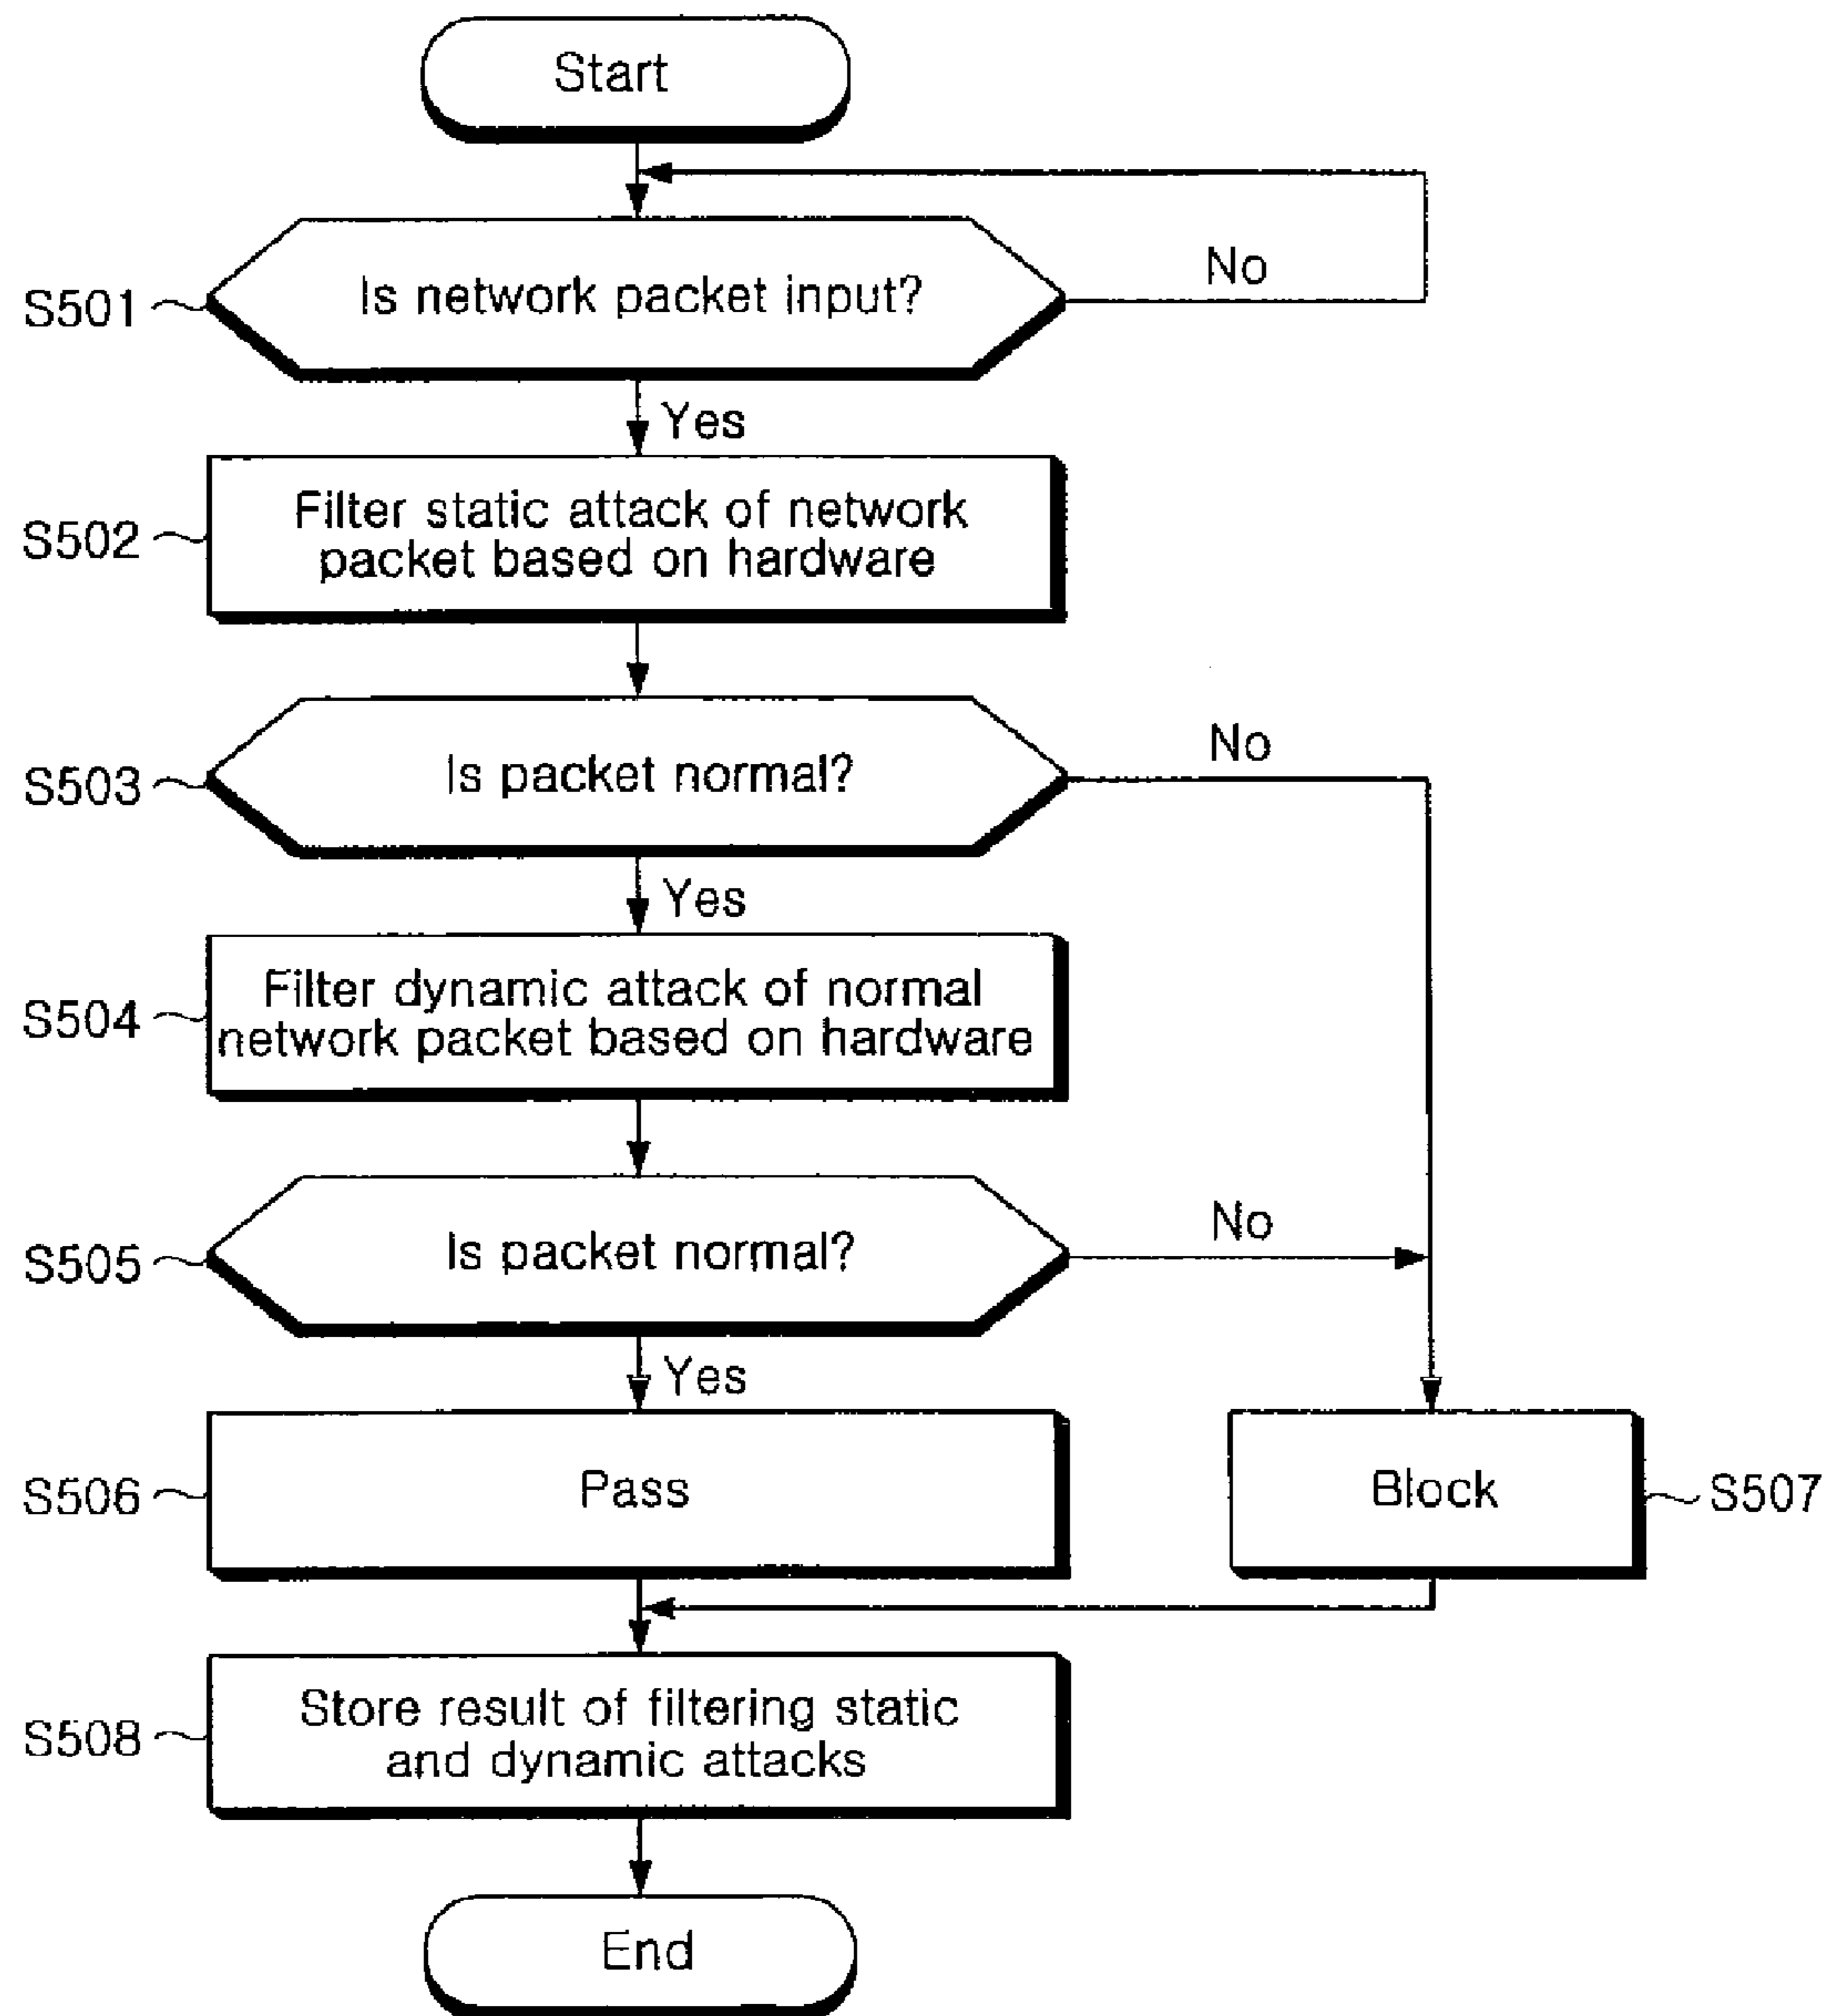 Start
No
S501
Is network packet input?
Yes
S502
Filter static attack of network
packet based on hardware
No
S503
Is packet normal?
Yes
S504
Filter dynamic attack of normal
network packet based on hardware
No
S505
Is packet normal?
Yes
S506
Pass
Block
S507
S508
Store result of filtering static
and dynamic attacks
End